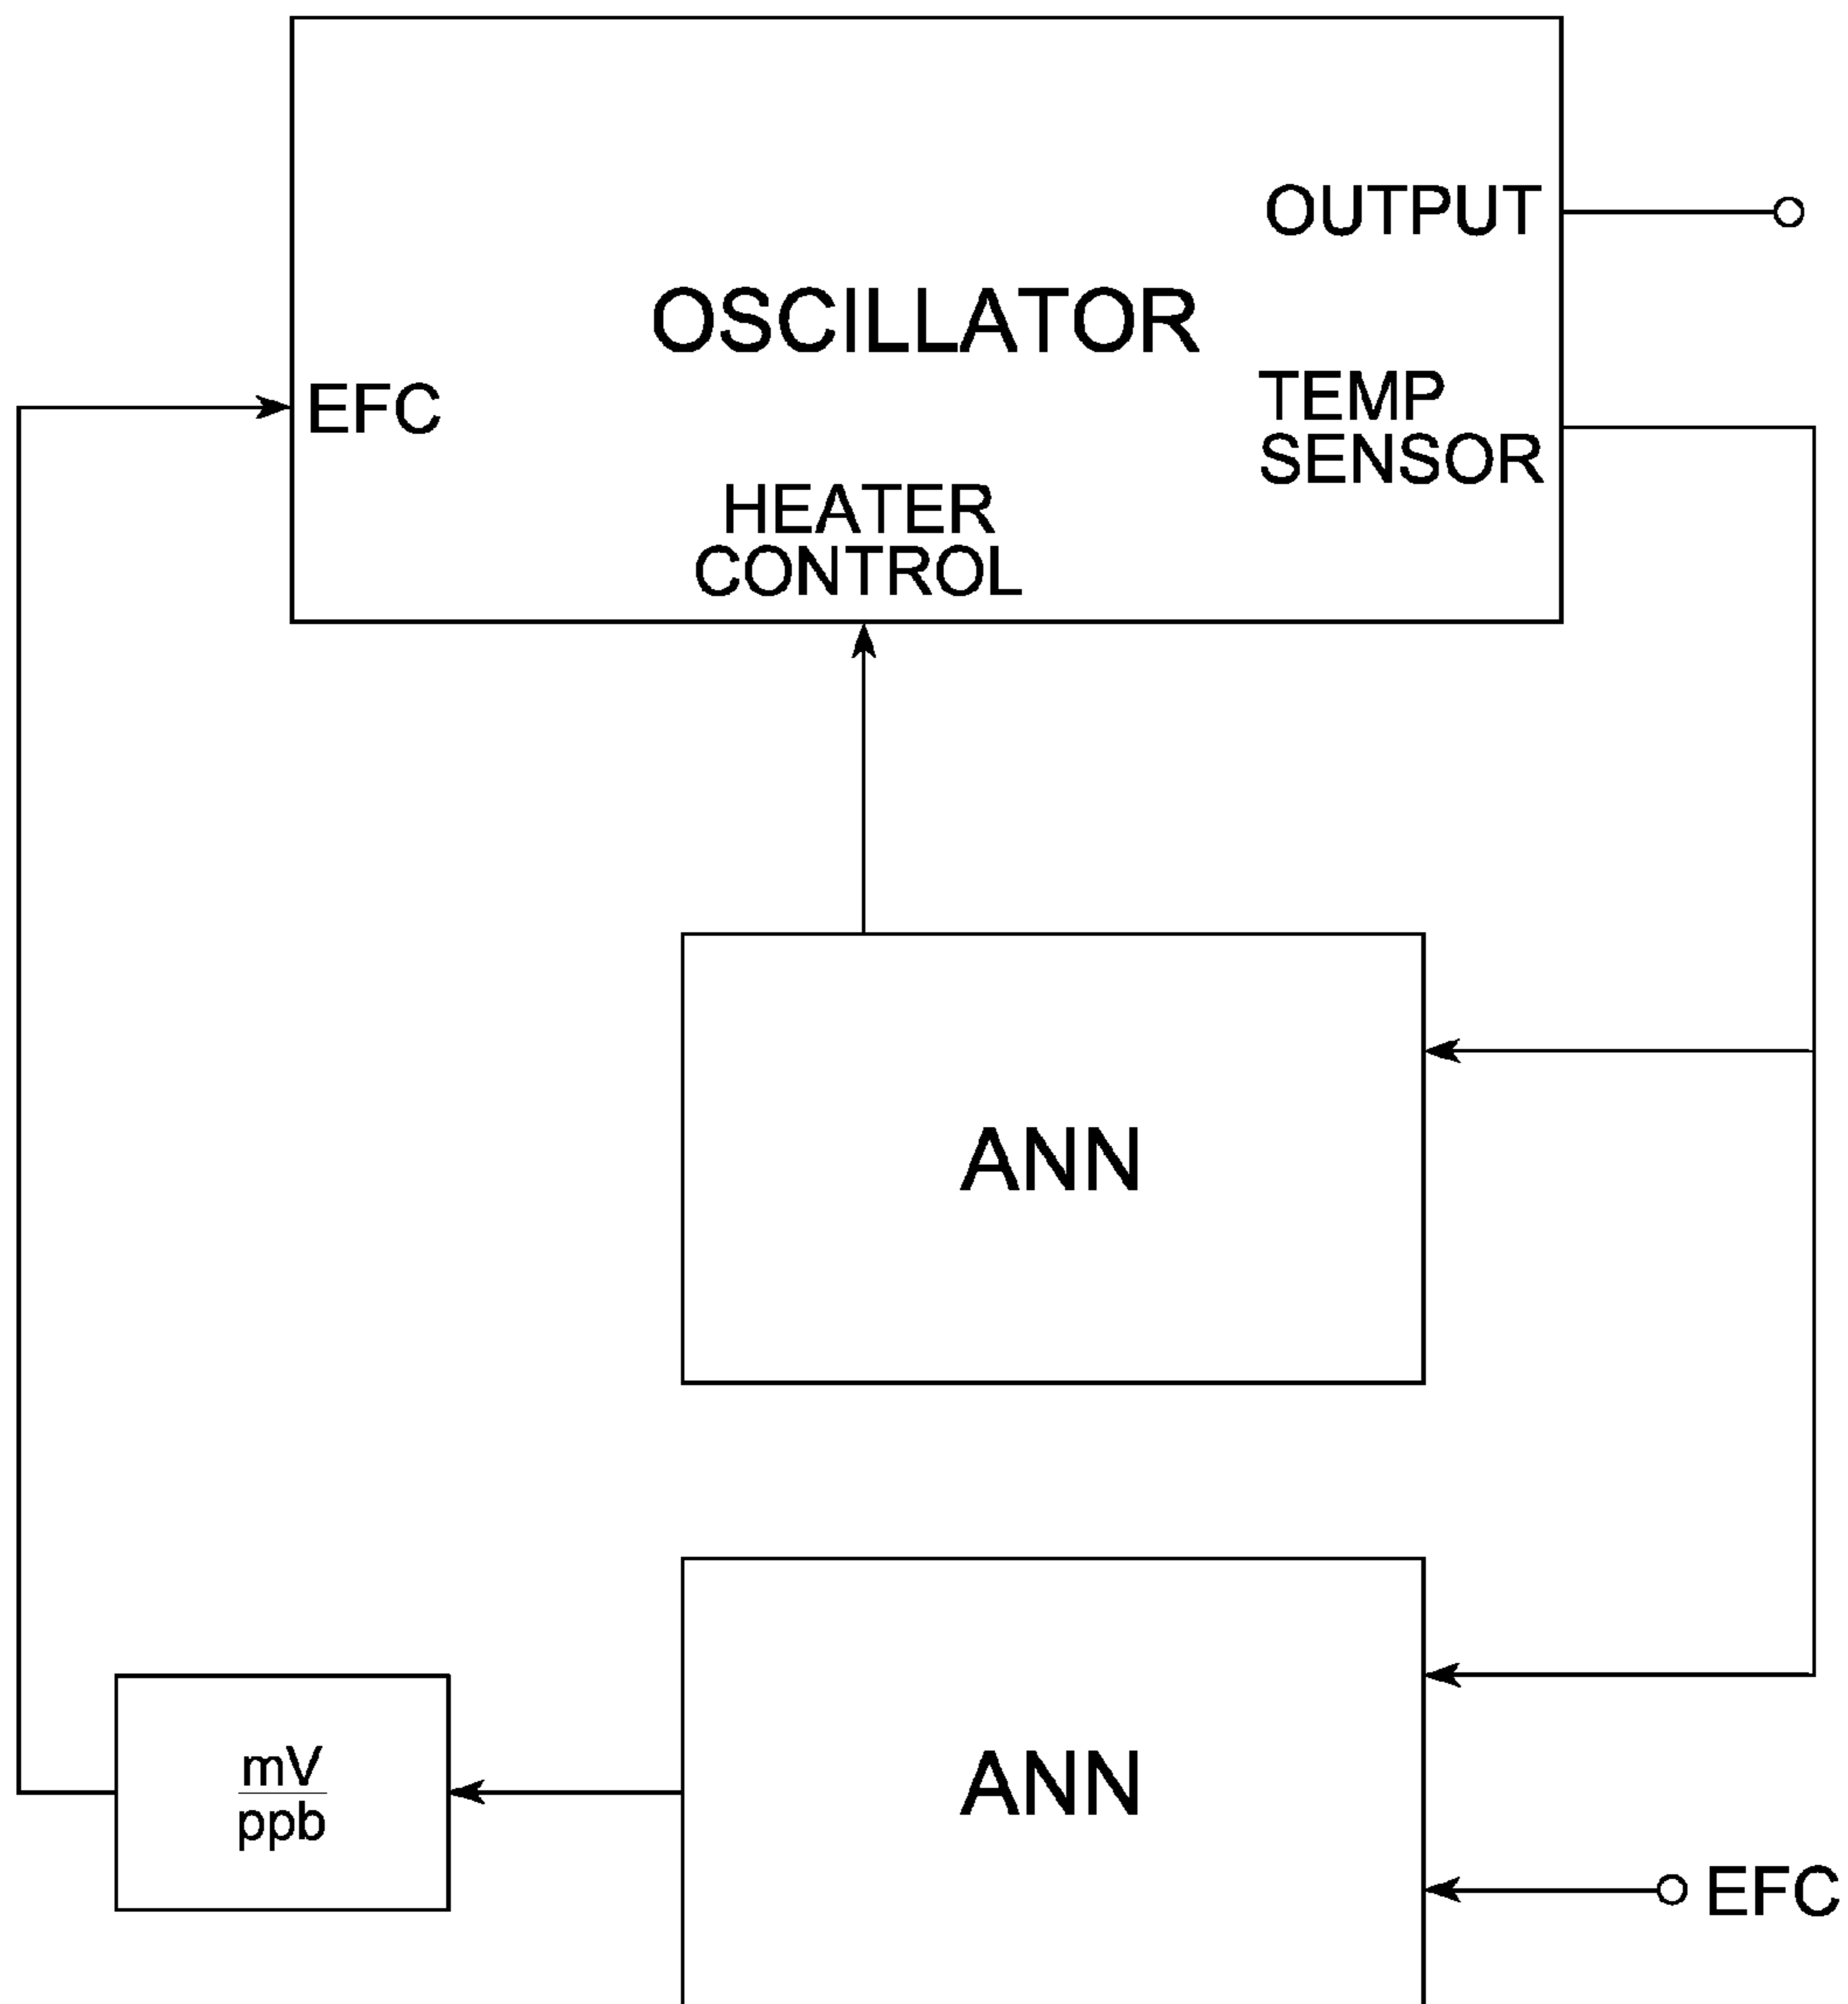 OUTPUT
OSCILLATOR
EFC
TEMP
SENSOR
HEATER
CONTROL
ANN
ANN
mV
ppb
EFC